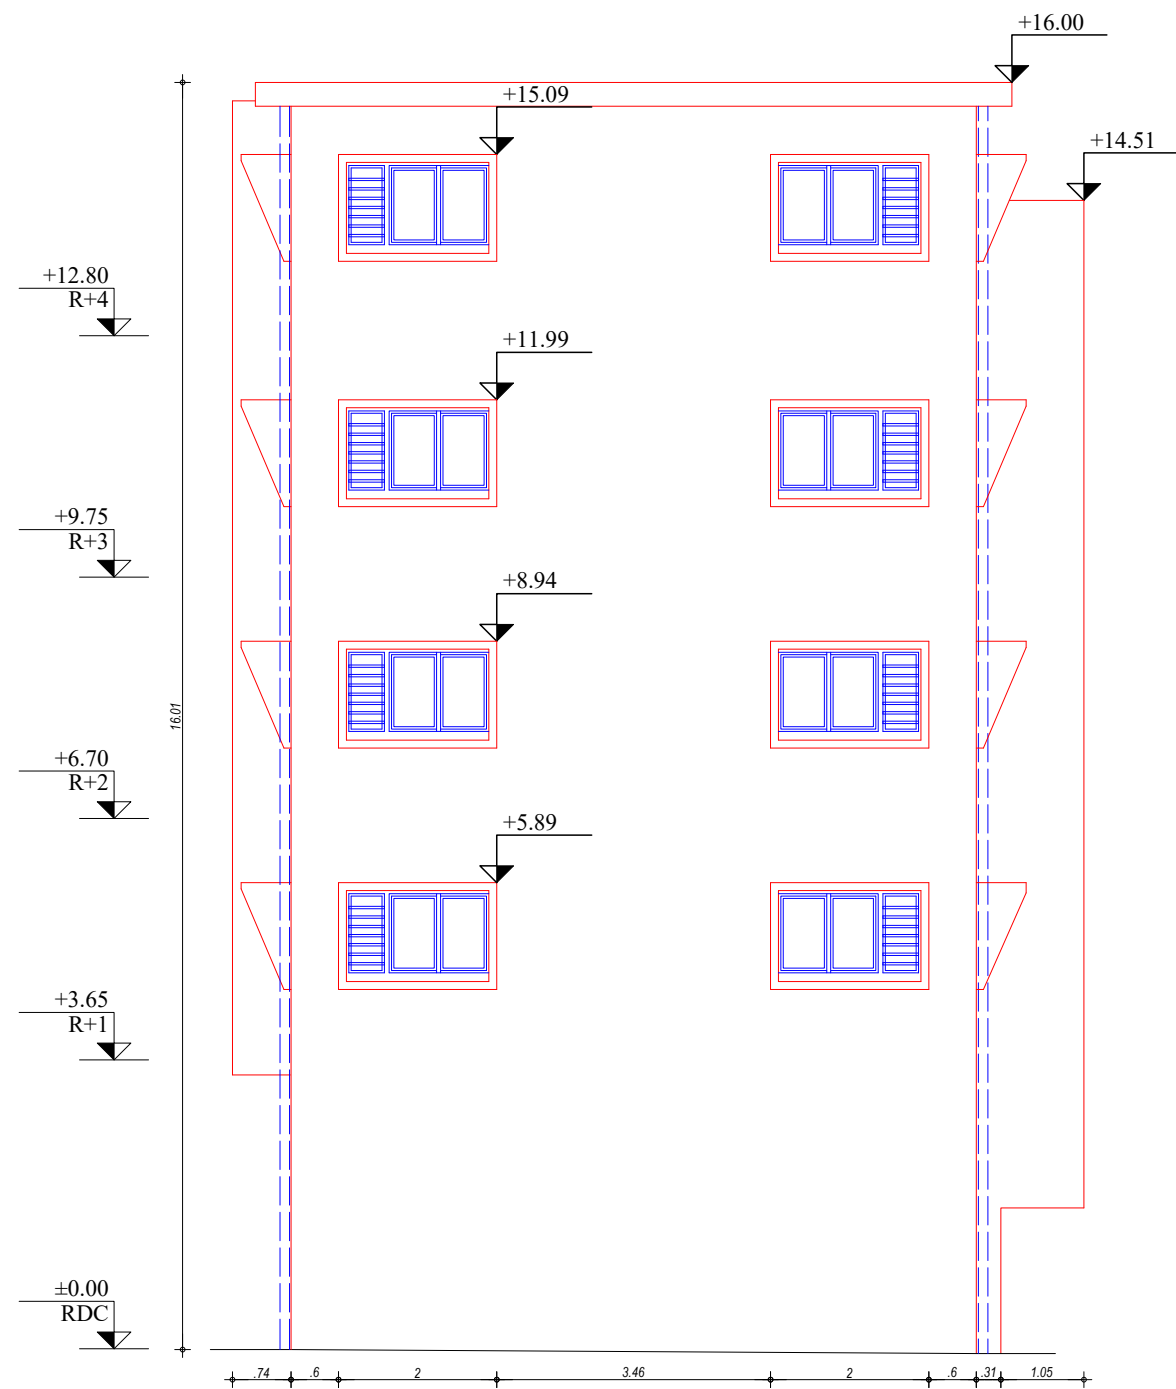 +16.00
+15.09
+14.51
+12.80
R+4
+11.99
+9.75
R+3
+8.94
16.01
+6.70
R+2
+5.89
+3.65
R+1
±0.00
RDC
.74 .6 2 3.46 2 .6 .31 1.05